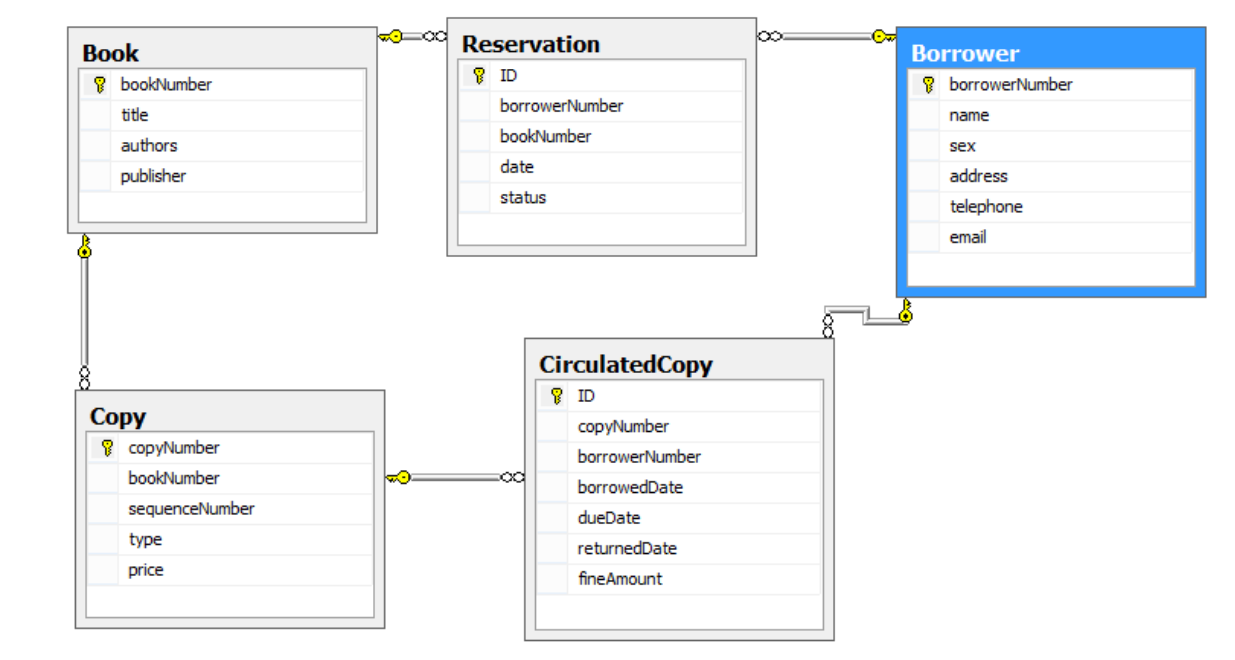 Book
bookNumber
title
authors
publisher
Reservation
ID
borrowerNumber
bookNumber
date
status
Borrower
borrowerNumber
name
sex
address
telephone
email
Copy
copyNumber
bookNumber
sequenceNumber
type
price
CirculatedCopy
ID
copyNumber
borrowerNumber
borrowedDate
dueDate
returnedDate
fineAmount